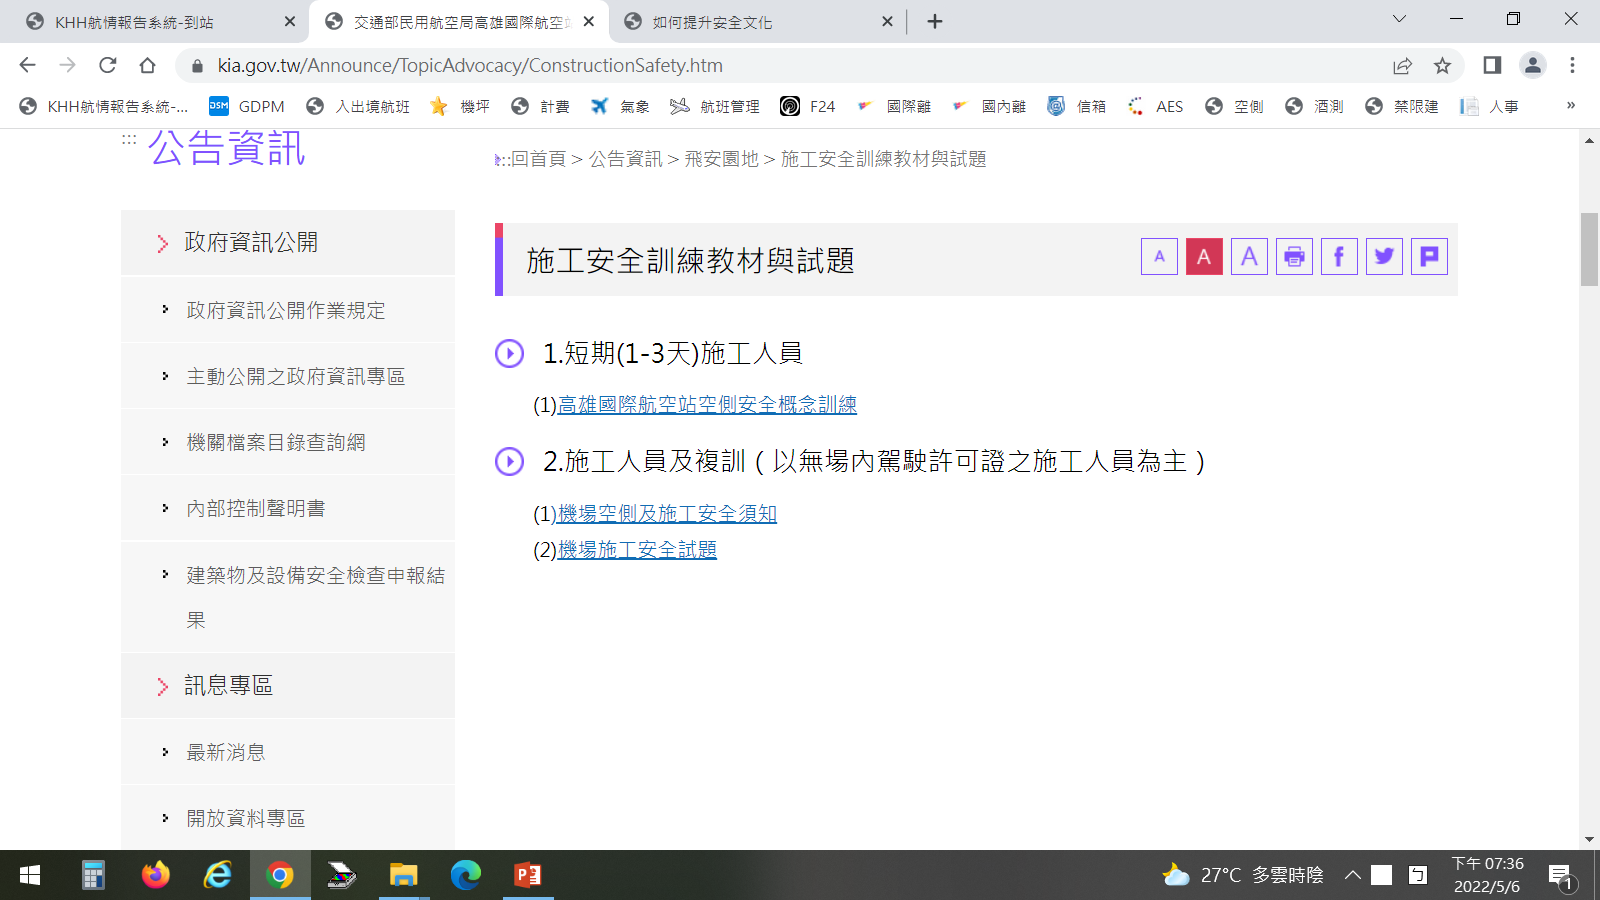 KHH航情報告系統-到站
交通部民用航空局高雄國際航空站
如何提升安全文化
kia.gov.tw/Announce/TopicAdvocacy/ConstructionSafety.htm
KHH航情報告系統-... GDPM 入出境航班 機坪 計費 氣象 航班管理 F24 國際離 國內離 信箱 AES 空側 酒測 禁限建 人事 »
公告資訊
:::回首頁 > 公告資訊 > 飛安園地 > 施工安全訓練教材與試題
政府資訊公開
政府資訊公開作業規定
主動公開之政府資訊專區
機關檔案目錄查詢網
內部控制聲明書
建築物及設備安全檢查申報結
果
訊息專區
最新消息
開放資料專區
施工安全訓練教材與試題
A A A
1.短期(1-3天)施工人員
(1)高雄國際航空站空側安全概念訓練
2.施工人員及複訓（以無場內駕駛許可證之施工人員為主）
(1)機場空側及施工安全須知
(2)機場施工安全試題
27°C 多雲時陰
下午 07:36
2022/5/6
1